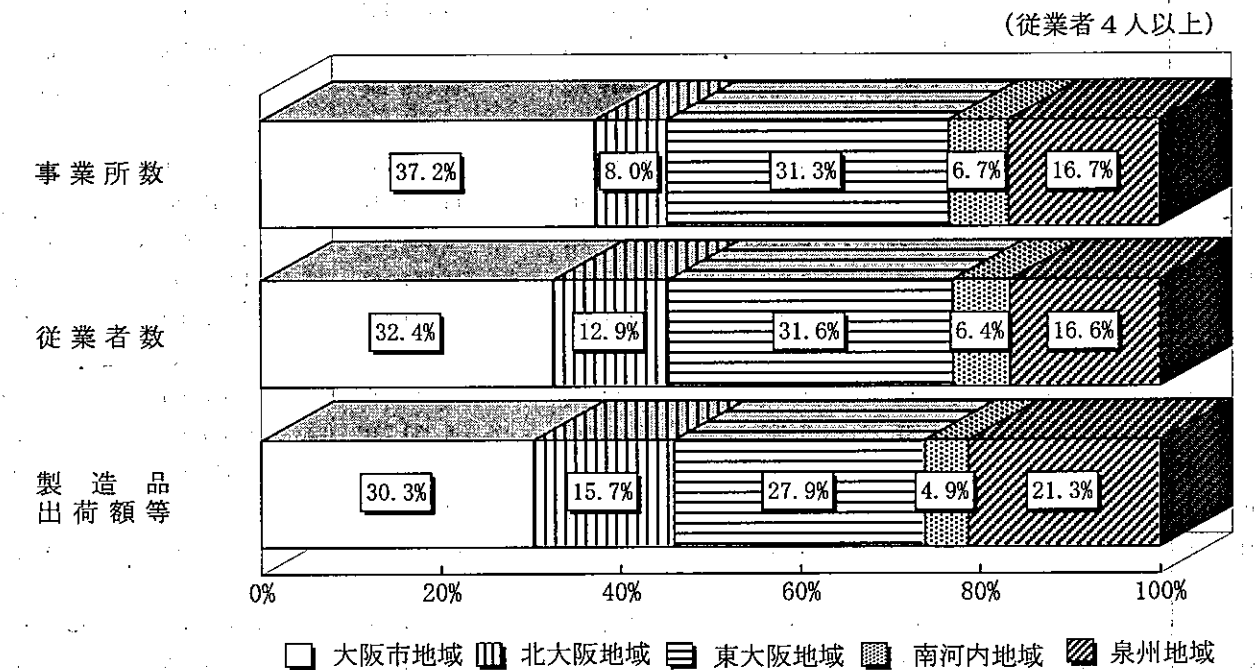 (従業者4人以上)
事業所数
37.2% 8.0% 31.3% 6.7% 16.7%
従業者数
32.4% 12.9% 31.6% 6.4% 16.6%
製造品
出荷額等
30.3% 15.7% 27.9% 4.9% 21.3%
0% 20% 40% 60% 80% 100%
大阪市地域 北大阪地域 東大阪地域 南河内地域 泉州地域